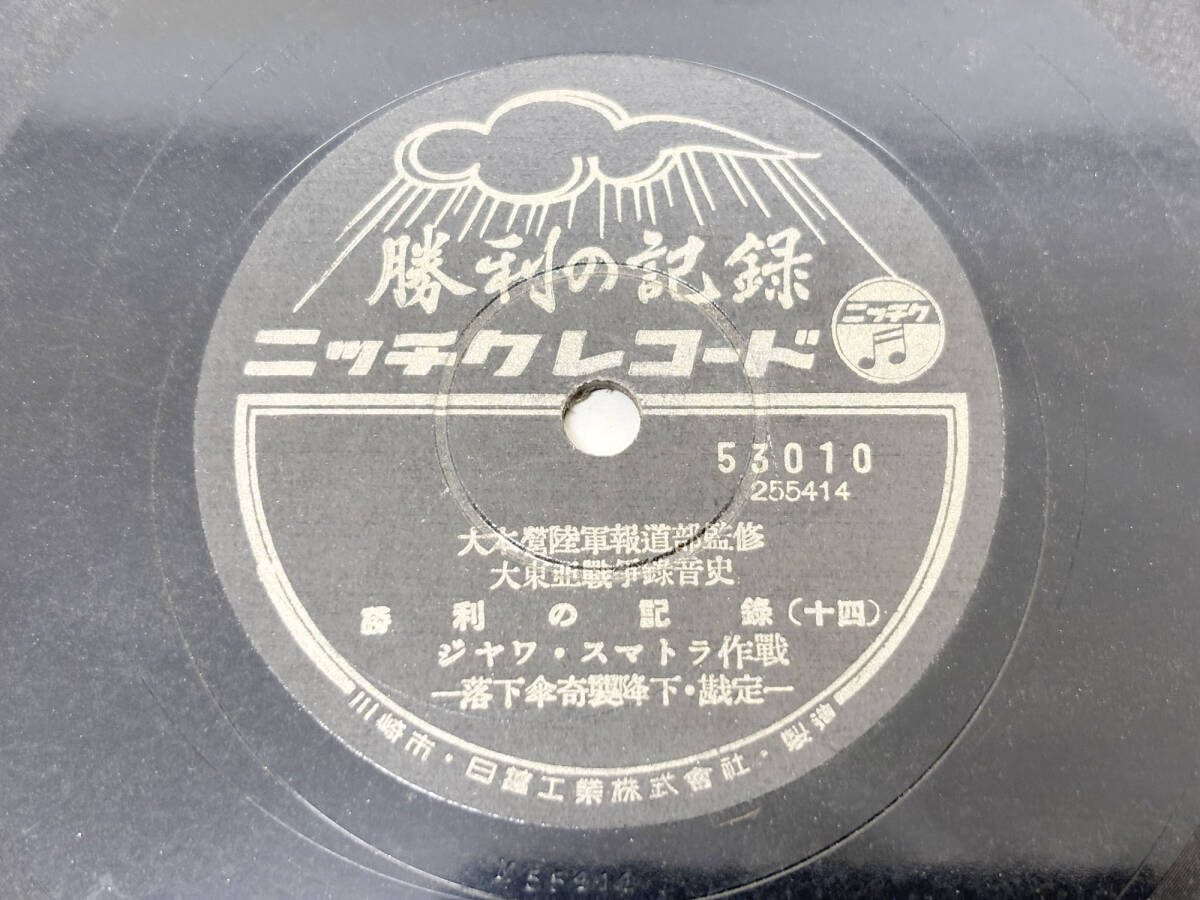 勝利の記録
ニッチクレコード
ニッチク
53010
255414
大本營陸軍報道部監修
大東亜戰爭錄音史
勝利の記錄(十四)
ジヤワ・スマトラ作戰
―落下傘奇襲降下・戡定―
川崎市・日蓄工業株式會社・製造